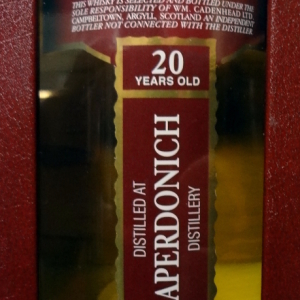 THIS WHISKY IS SELECTED AND BOTTLED UNDER THE
SOLE RESPONSIBILITY OF WM. CADENHEAD LTD.
CAMPBELTOWN, ARGYLL, SCOTLAND AN INDEPENDENT
BOTTLER NOT CONNECTED WITH THE DISTILLER
20
YEARS OLD
DISTILLED AT
APERDONICH
DISTILLERY